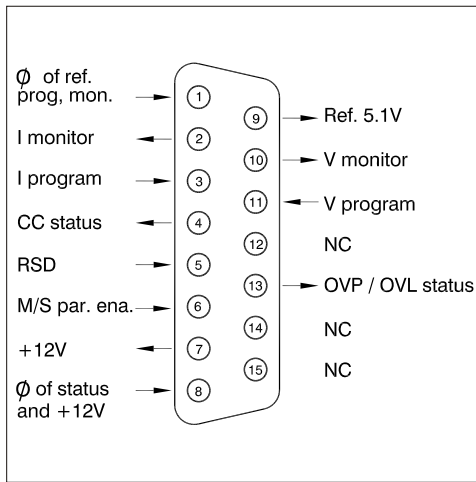 Ø of ref.
prog, mon.
I monitor
I program
CC status
RSD
M/S par. ena.
+12V
Ø of status
and +12V
1
2
3
4
5
6
7
8
9
10
11
12
13
14
15
Ref. 5.1V
V monitor
V program
NC
OVP / OVL status
NC
NC